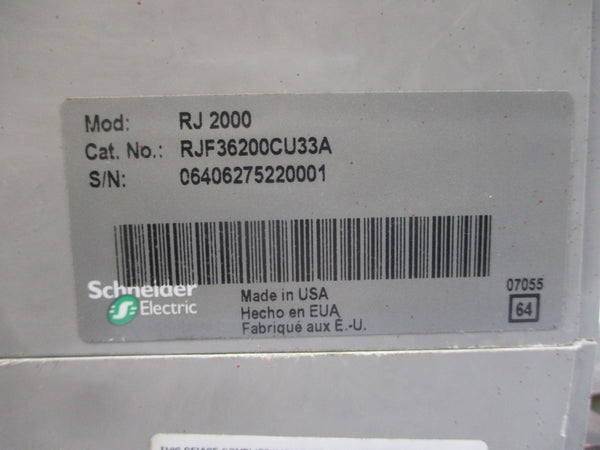 Mod: RJ 2000
Cat. No.: RJF36200CU33A
S/N: 06406275220001
Schneider
Electric
Made in USA
Hecho en EUA
Fabriqué aux E.-U.
07055
64